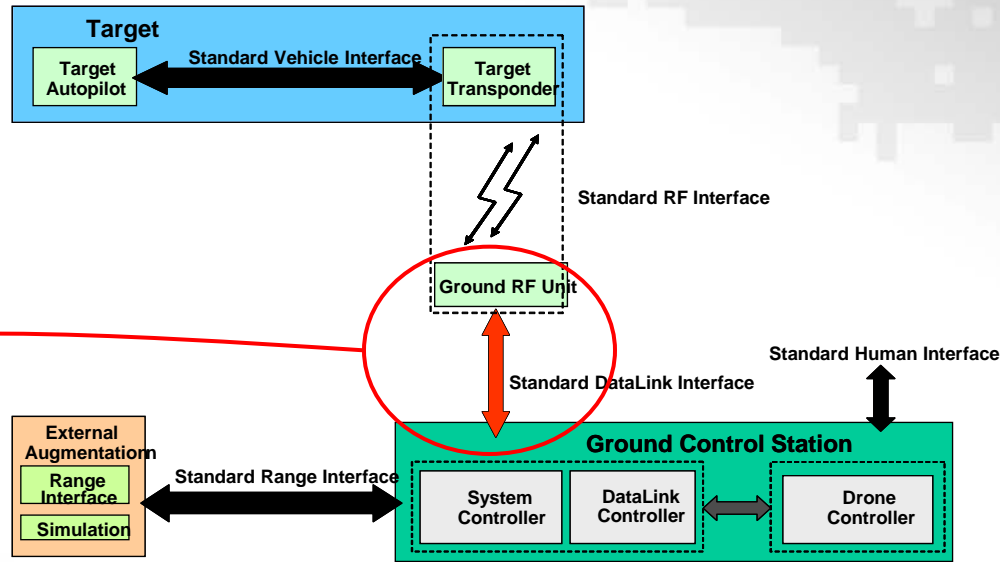 Target
Standard Vehicle Interface
Target
Autopilot
Target
Transponder
Standard RF Interface
Ground RF Unit
Standard Human Interface
Standard DataLink Interface
External
Augmentationn
Range
Interface
Simulation
Standard Range Interface
Ground Control Station
System
Controller
DataLink
Controller
Drone
Controller